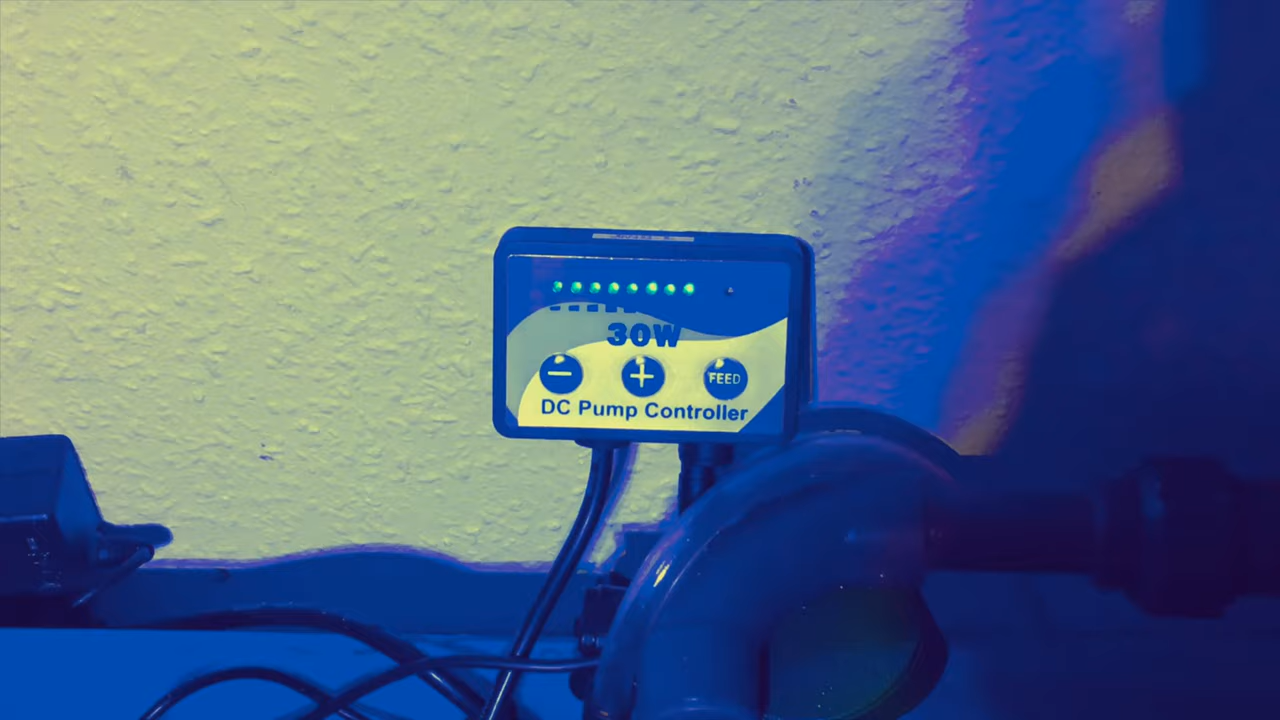 30W
− + FEED
DC Pump Controller